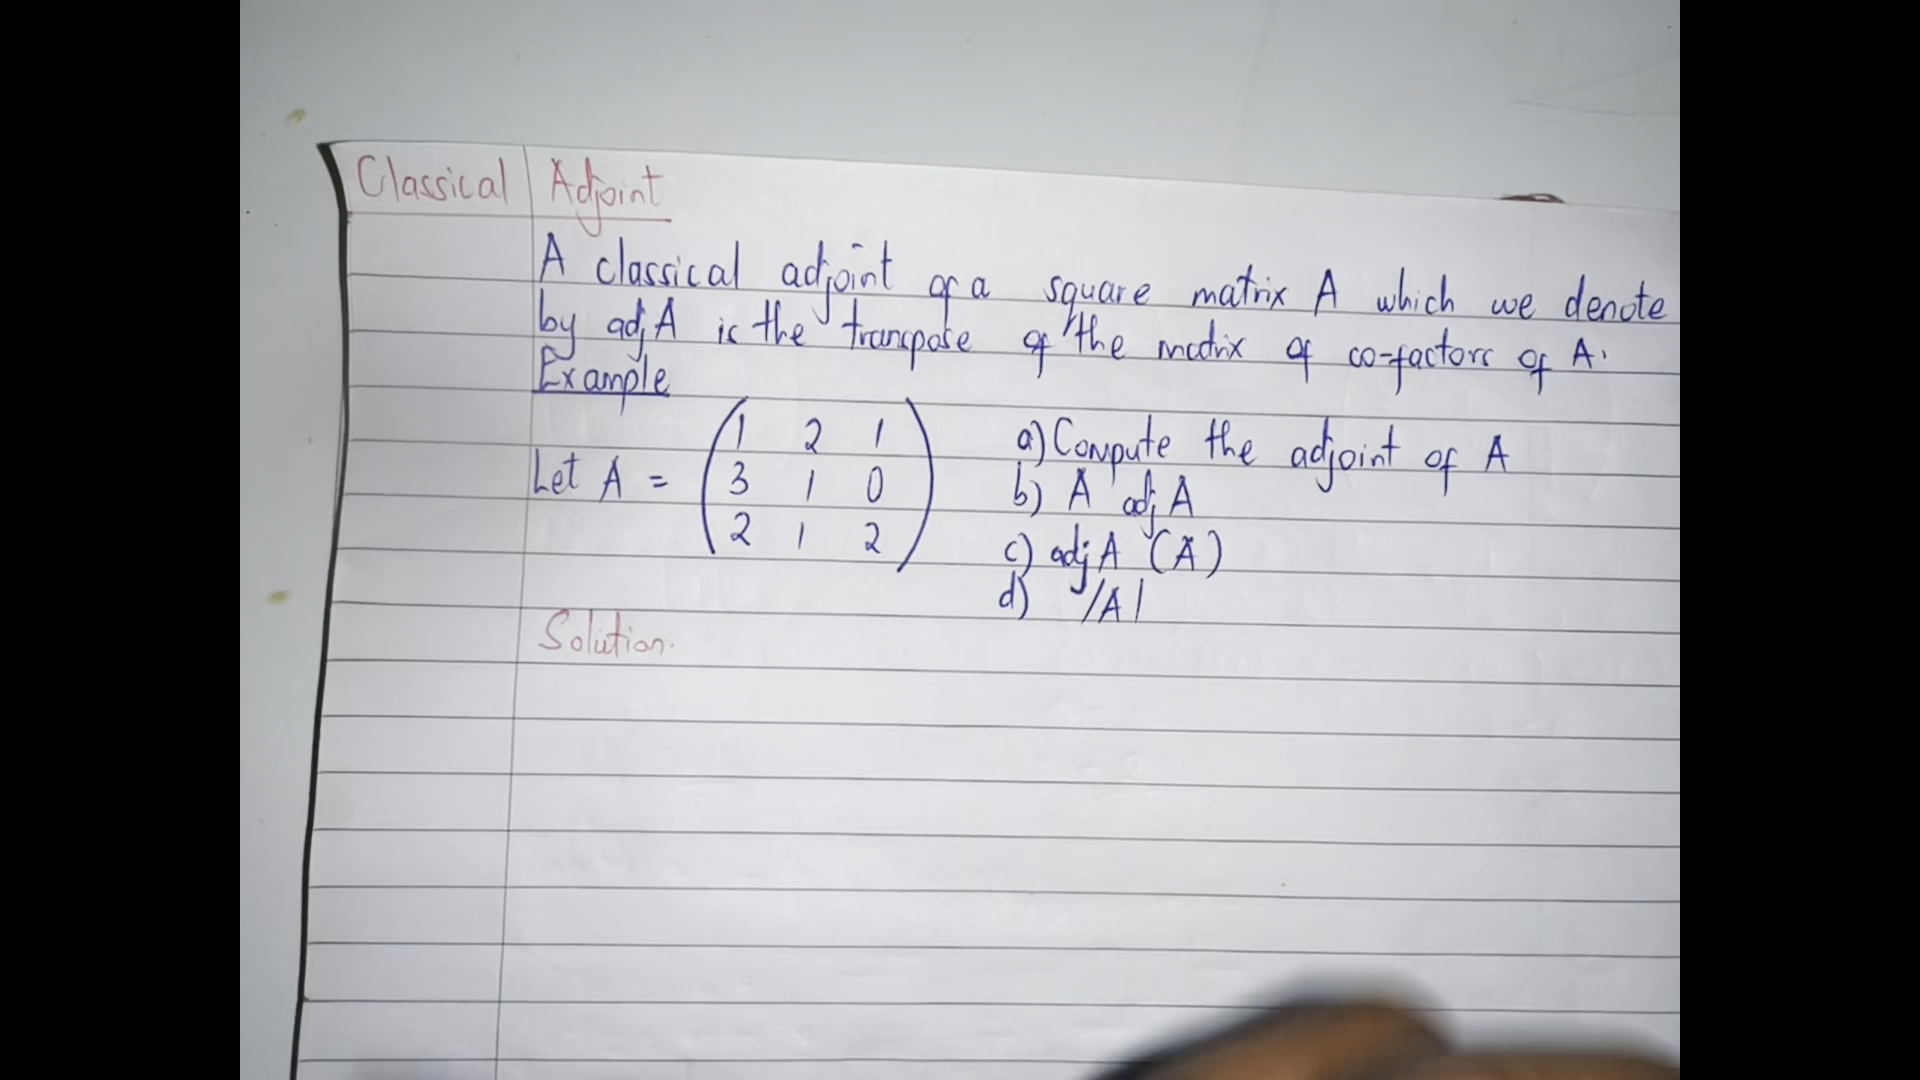 Classical Adjoint
A classical adjoint of a square matrix A which we denote
by adj A is the transpose of the matrix of co-factors of A.
Example
Let A = (1 2 1
3 1 0
2 1 2)
a) Compute the adjoint of A
b) A adj A
c) adj A (A)
d) |A|
Solution.